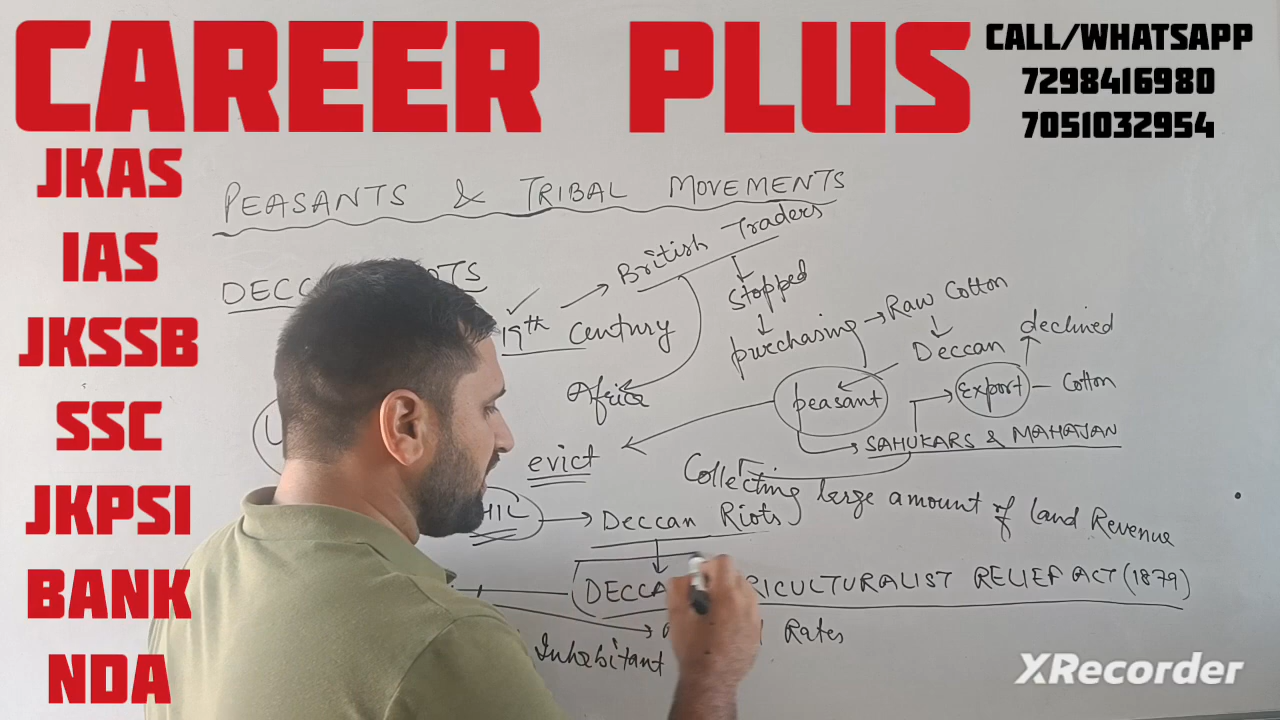 CAREER PLUS
CALL/WHATSAPP
7298416980
7051032954
JKAS
IAS
JKSSB
SSC
JKPSI
BANK
NDA
PEASANTS & TRIBAL MOVEMENTS
19th Century
British Traders
Stopped
purchasing
Raw Cotton
Deccan
declined
Africa
peasant
Export - Cotton
SAHUKARS & MAHAJAN
evict
Collecting large amount of land Revenue
Deccan Riots
RELIEF ACT (1879)
Rates
Inhebitant
XRecorder